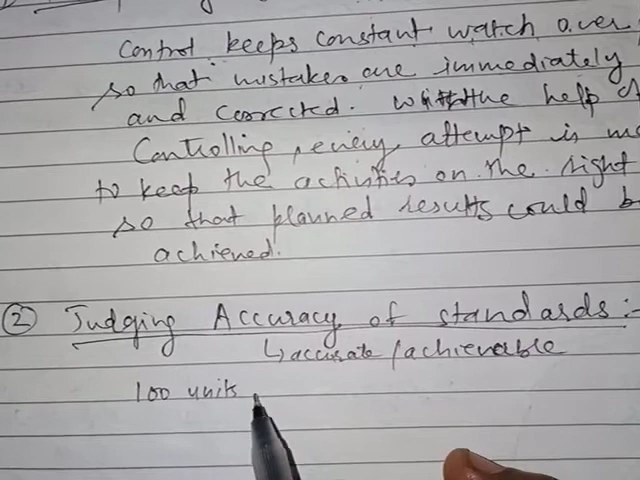 Control keeps constant watch over,
so that mistakes are immediately
and corrected. With the help of
Controlling, every attempt is
to keep the activities on the right
so that planned results could b
achieved.
② Judging Accuracy of standards :-
↳ accurate / achievable
100 units